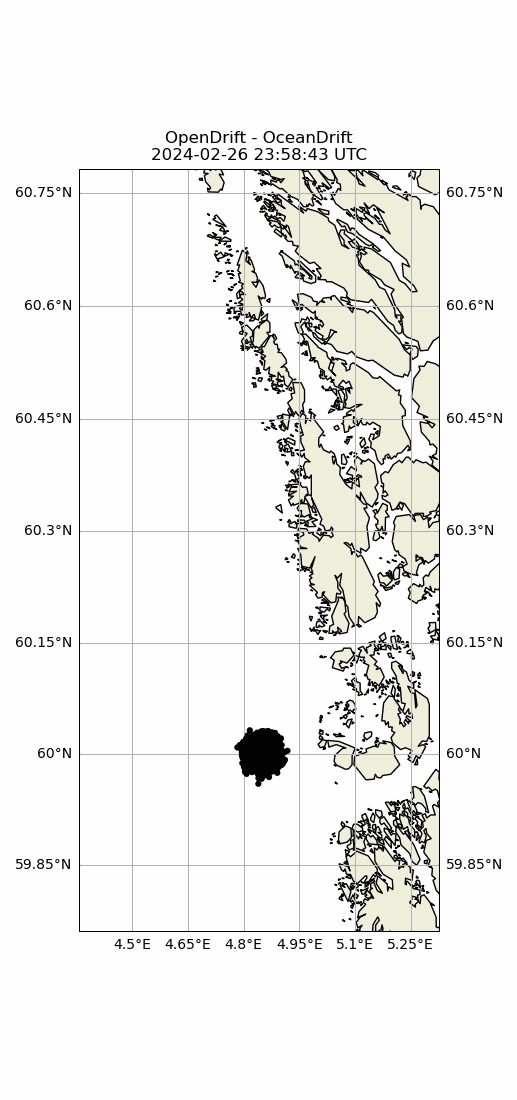 OpenDrift - OceanDrift
2024-02-26 23:58:43 UTC
60.75°N 60.75°N
60.6°N 60.6°N
60.45°N 60.45°N
60.3°N 60.3°N
60.15°N 60.15°N
60°N 60°N
59.85°N 59.85°N
4.5°E 4.65°E 4.8°E 4.95°E 5.1°E 5.25°E